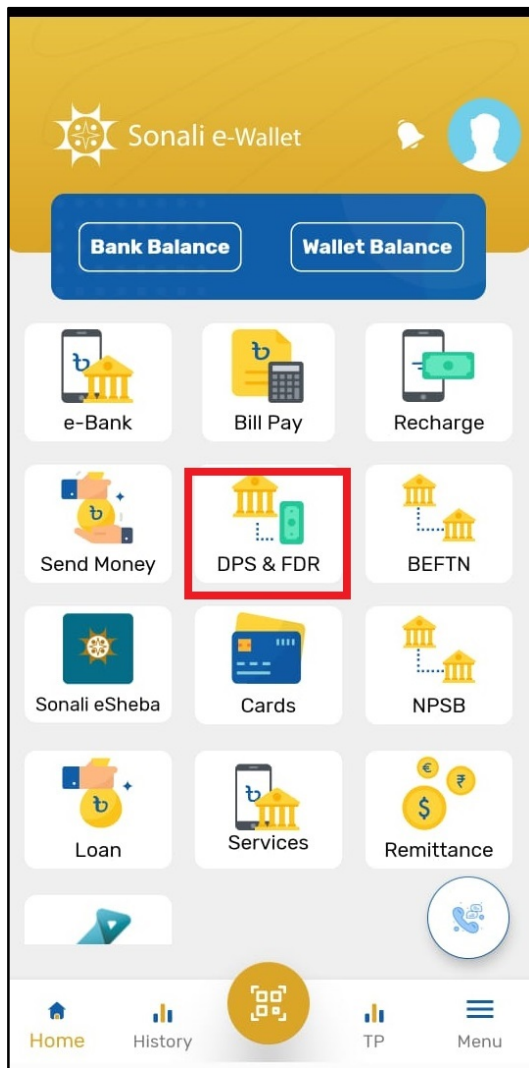 Sonali e-Wallet
Bank Balance
Wallet Balance
e-Bank
Bill Pay
Recharge
Send Money
DPS & FDR
BEFTN
Sonali eSheba
Cards
NPSB
Loan
Services
Remittance
Home
History
TP
Menu